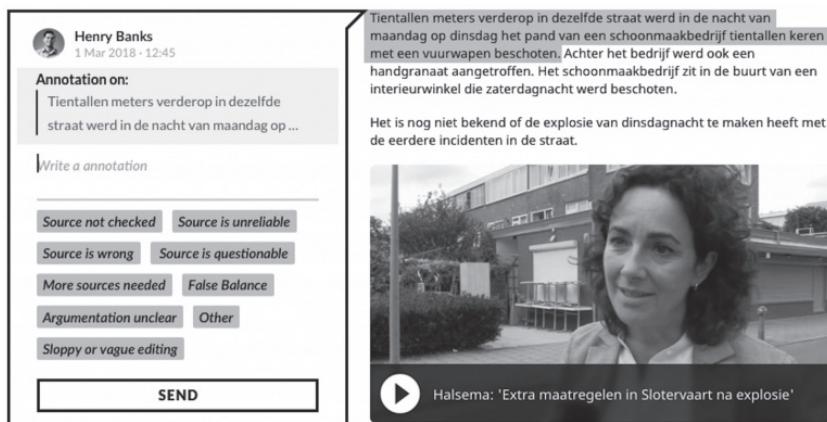 Henry Banks
1 Mar 2018 · 12:45
Annotation on:
Tientallen meters verderop in dezelfde
straat werd in de nacht van maandag op ...
Write a annotation
Source not checked
Source is unreliable
Source is wrong
Source is questionable
More sources needed
False Balance
Argumentation unclear
Other
Sloppy or vague editing
SEND
Tientallen meters verderop in dezelfde straat werd in de nacht van
maandag op dinsdag het pand van een schoonmaakbedrijf tientallen keren
met een vuurwapen beschoten. Achter het bedrijf werd ook een
handgranaat aangetroffen. Het schoonmaakbedrijf zit in de buurt van een
interieurwinkel die zaterdagnacht werd beschoten.
Het is nog niet bekend of de explosie van dinsdagnacht te maken heeft met
de eerdere incidenten in de straat.
Halsema: 'Extra maatregelen in Slotervaart na explosie'